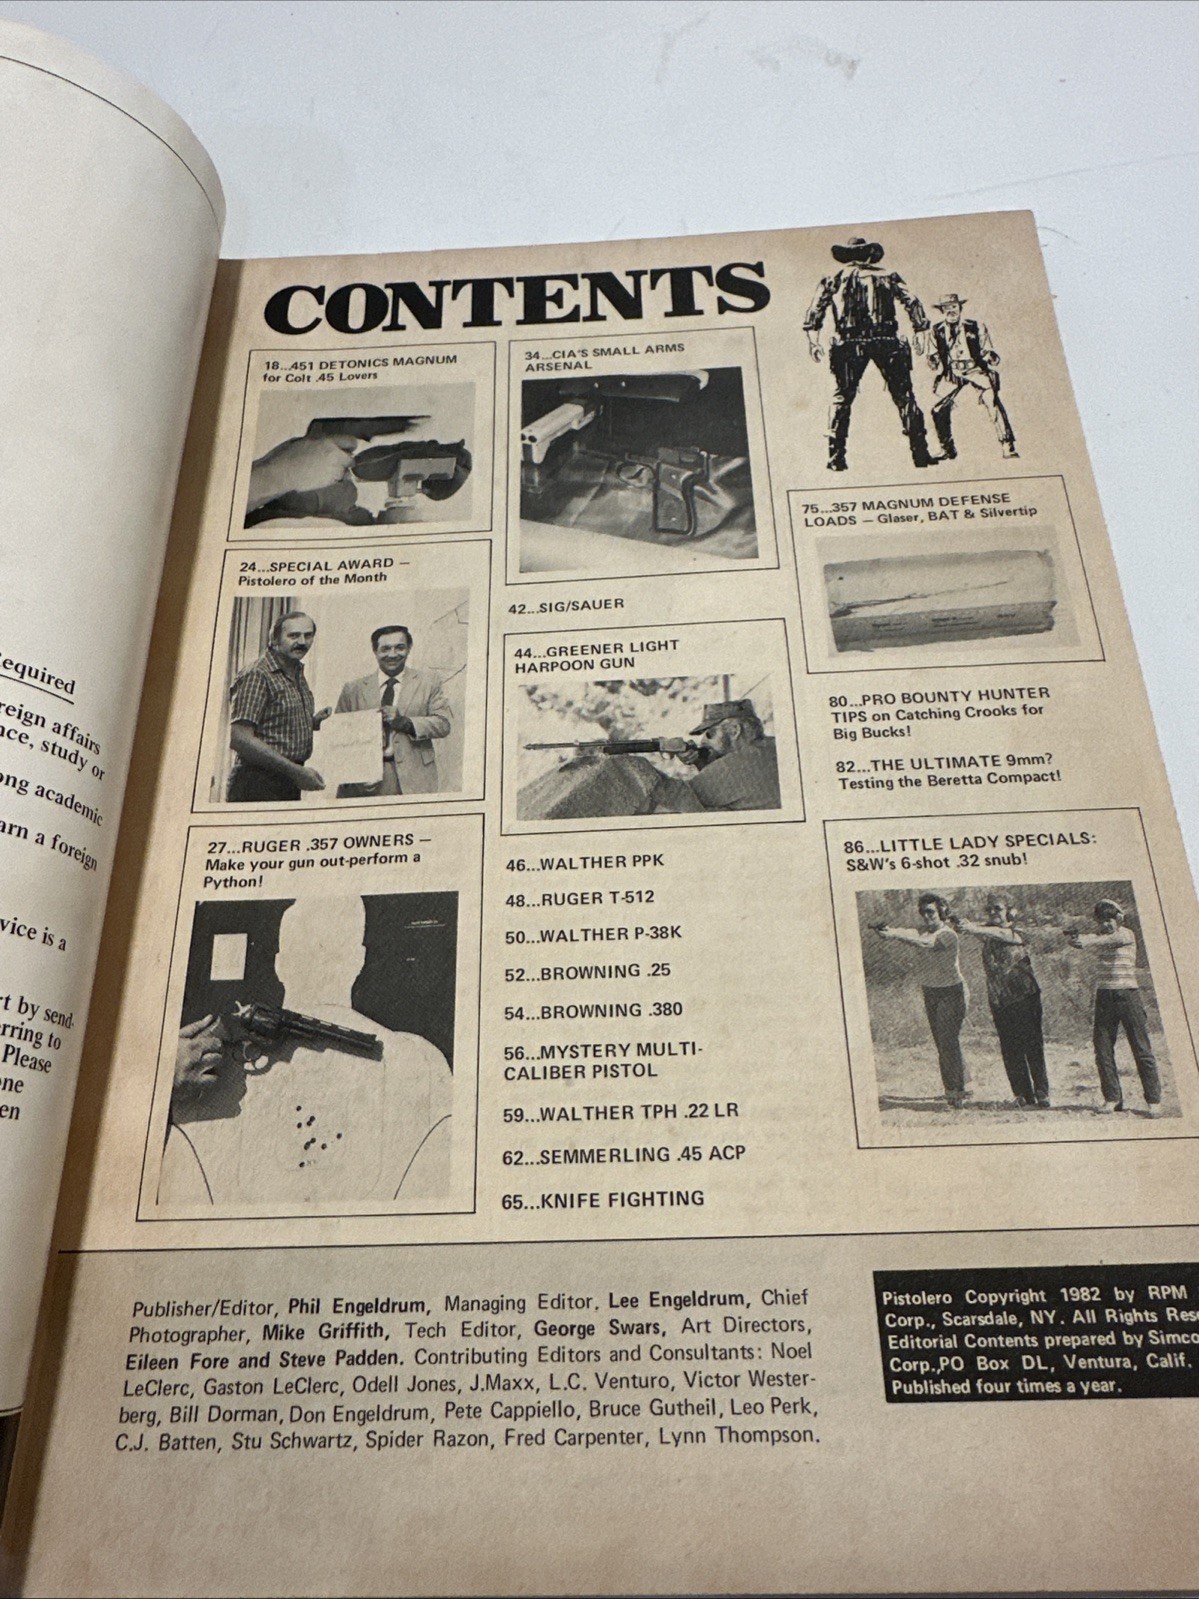 Required
reign affairs
nce, study or
ong academic
arn a foreign
vice is a
rt by send-
rring to
Please
one
en
CONTENTS
18...451 DETONICS MAGNUM
for Colt .45 Lovers
24...SPECIAL AWARD —
Pistolero of the Month
27...RUGER .357 OWNERS —
Make your gun out-perform a
Python!
34...CIA'S SMALL ARMS
ARSENAL
42...SIG/SAUER
44...GREENER LIGHT
HARPOON GUN
46...WALTHER PPK
48...RUGER T-512
50...WALTHER P-38K
52...BROWNING .25
54...BROWNING .380
56...MYSTERY MULTI-
CALIBER PISTOL
59...WALTHER TPH .22 LR
62...SEMMERLING .45 ACP
65...KNIFE FIGHTING
75...357 MAGNUM DEFENSE
LOADS — Glaser, BAT & Silvertip
80...PRO BOUNTY HUNTER
TIPS on Catching Crooks for
Big Bucks!
82...THE ULTIMATE 9mm?
Testing the Beretta Compact!
86...LITTLE LADY SPECIALS:
S&W's 6-shot .32 snub!
Publisher/Editor, Phil Engeldrum, Managing Editor, Lee Engeldrum, Chief
Photographer, Mike Griffith, Tech Editor, George Swars, Art Directors,
Eileen Fore and Steve Padden. Contributing Editors and Consultants: Noel
LeClerc, Gaston LeClerc, Odell Jones, J.Maxx, L.C. Venturo, Victor Wester-
berg, Bill Dorman, Don Engeldrum, Pete Cappiello, Bruce Gutheil, Leo Perk,
C.J. Batten, Stu Schwartz, Spider Razon, Fred Carpenter, Lynn Thompson.
Pistolero Copyright 1982 by RPM
Corp., Scarsdale, NY. All Rights Res
Editorial Contents prepared by Simco
Corp.,PO Box DL, Ventura, Calif.
Published four times a year.